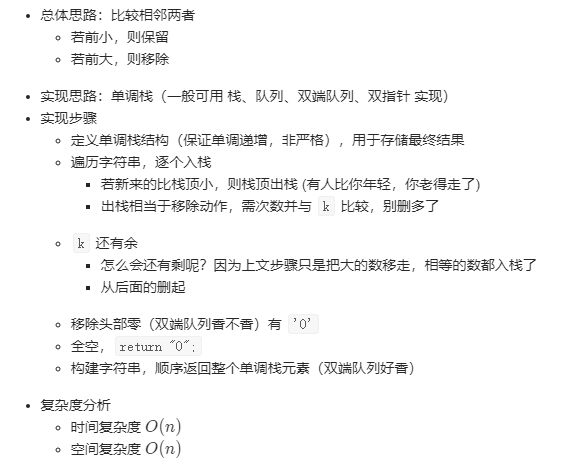 总体思路：比较相邻两者
若前小，则保留
若前大，则移除
实现思路：单调栈（一般可用 栈、队列、双端队列、双指针 实现）
实现步骤
定义单调栈结构（保证单调递增，非严格），用于存储最终结果
遍历字符串，逐个入栈
若新来的比栈顶小，则栈顶出栈 (有人比你年轻，你老得走了)
出栈相当于移除动作，需次数并与 k 比较，别删多了
k 还有余
怎么会还有剩呢？因为上文步骤只是把大的数移走，相等的数都入栈了
从后面的删起
移除头部零（双端队列香不香）有 '0'
全空， return "0";
构建字符串，顺序返回整个单调栈元素（双端队列好香）
复杂度分析
时间复杂度 O(n)
空间复杂度 O(n)